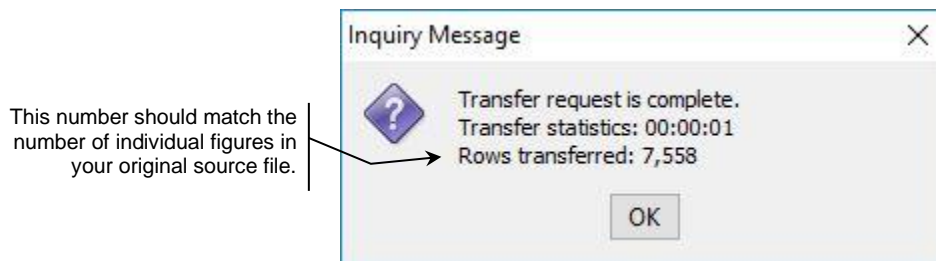 Inquiry Message
This number should match the
number of individual figures in
your original source file.
Transfer request is complete.
Transfer statistics: 00:00:01
Rows transferred: 7,558
OK